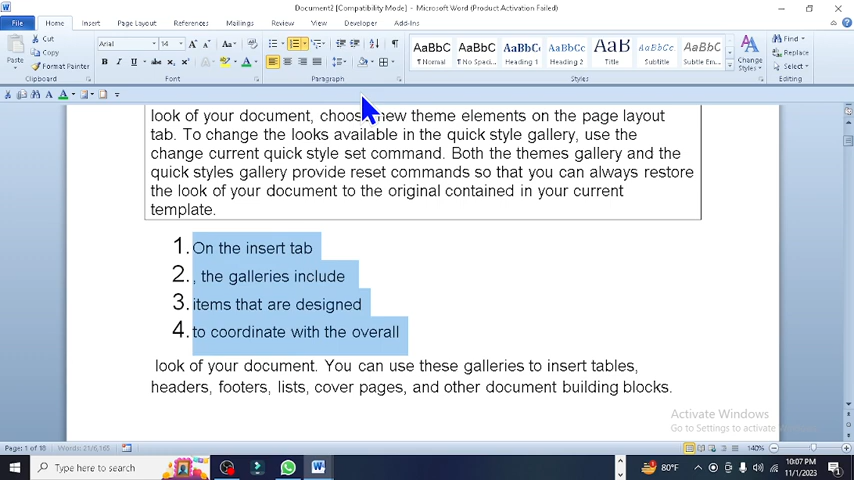 Document2 [Compatibility Mode] - Microsoft Word (Product Activation Failed)
File Home Insert Page Layout References Mailings Review View Developer Add-Ins
Cut
Copy
Format Painter
Paste
Arial 14
AaBbC AaBbC AaBbCc AaBbCc AaB AaBbCc AaBbC
¶ Normal ¶ No Spaci... Heading 1 Heading 2 Title Subtitle Subtle Em...
Change Styles
Find
Replace
Select
Clipboard Font Paragraph Styles Editing
look of your document, choose new theme elements on the page layout
tab. To change the looks available in the quick style gallery, use the
change current quick style set command. Both the themes gallery and the
quick styles gallery provide reset commands so that you can always restore
the look of your document to the original contained in your current
template.
1. On the insert tab
2. , the galleries include
3. items that are designed
4. to coordinate with the overall
look of your document. You can use these galleries to insert tables,
headers, footers, lists, cover pages, and other document building blocks.
Activate Windows
Go to Settings to activate
Page: 1 of 18 Words: 21/6,165 140%
Type here to search
80°F
10:07 PM
11/1/2023